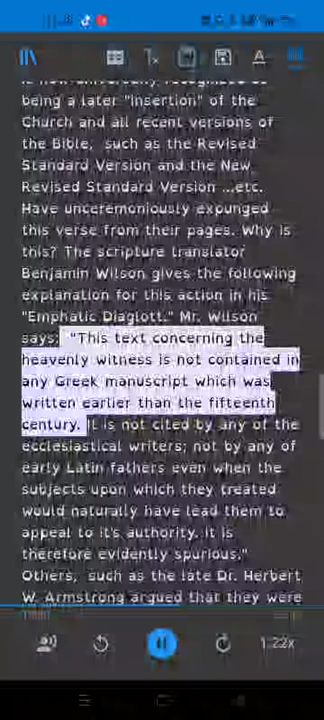 being a later "insertion" of the
Church and all recent versions of
the Bible, such as the Revised
Standard Version and the New
Revised Standard Version ...etc.
Have unceremoniously expunged
this verse from their pages. Why is
this? The scripture translator
Benjamin Wilson gives the following
explanation for this action in his
"Emphatic Diaglott." Mr. Wilson
says: "This text concerning the
heavenly witness is not contained in
any Greek manuscript which was
written earlier than the fifteenth
century. It is not cited by any of the
ecclesiastical writers; not by any of
early Latin fathers even when the
subjects upon which they treated
would naturally have lead them to
appeal to it's authority. It is
therefore evidently spurious."
Others, such as the late Dr. Herbert
W. Armstrong argued that they were
1.22x